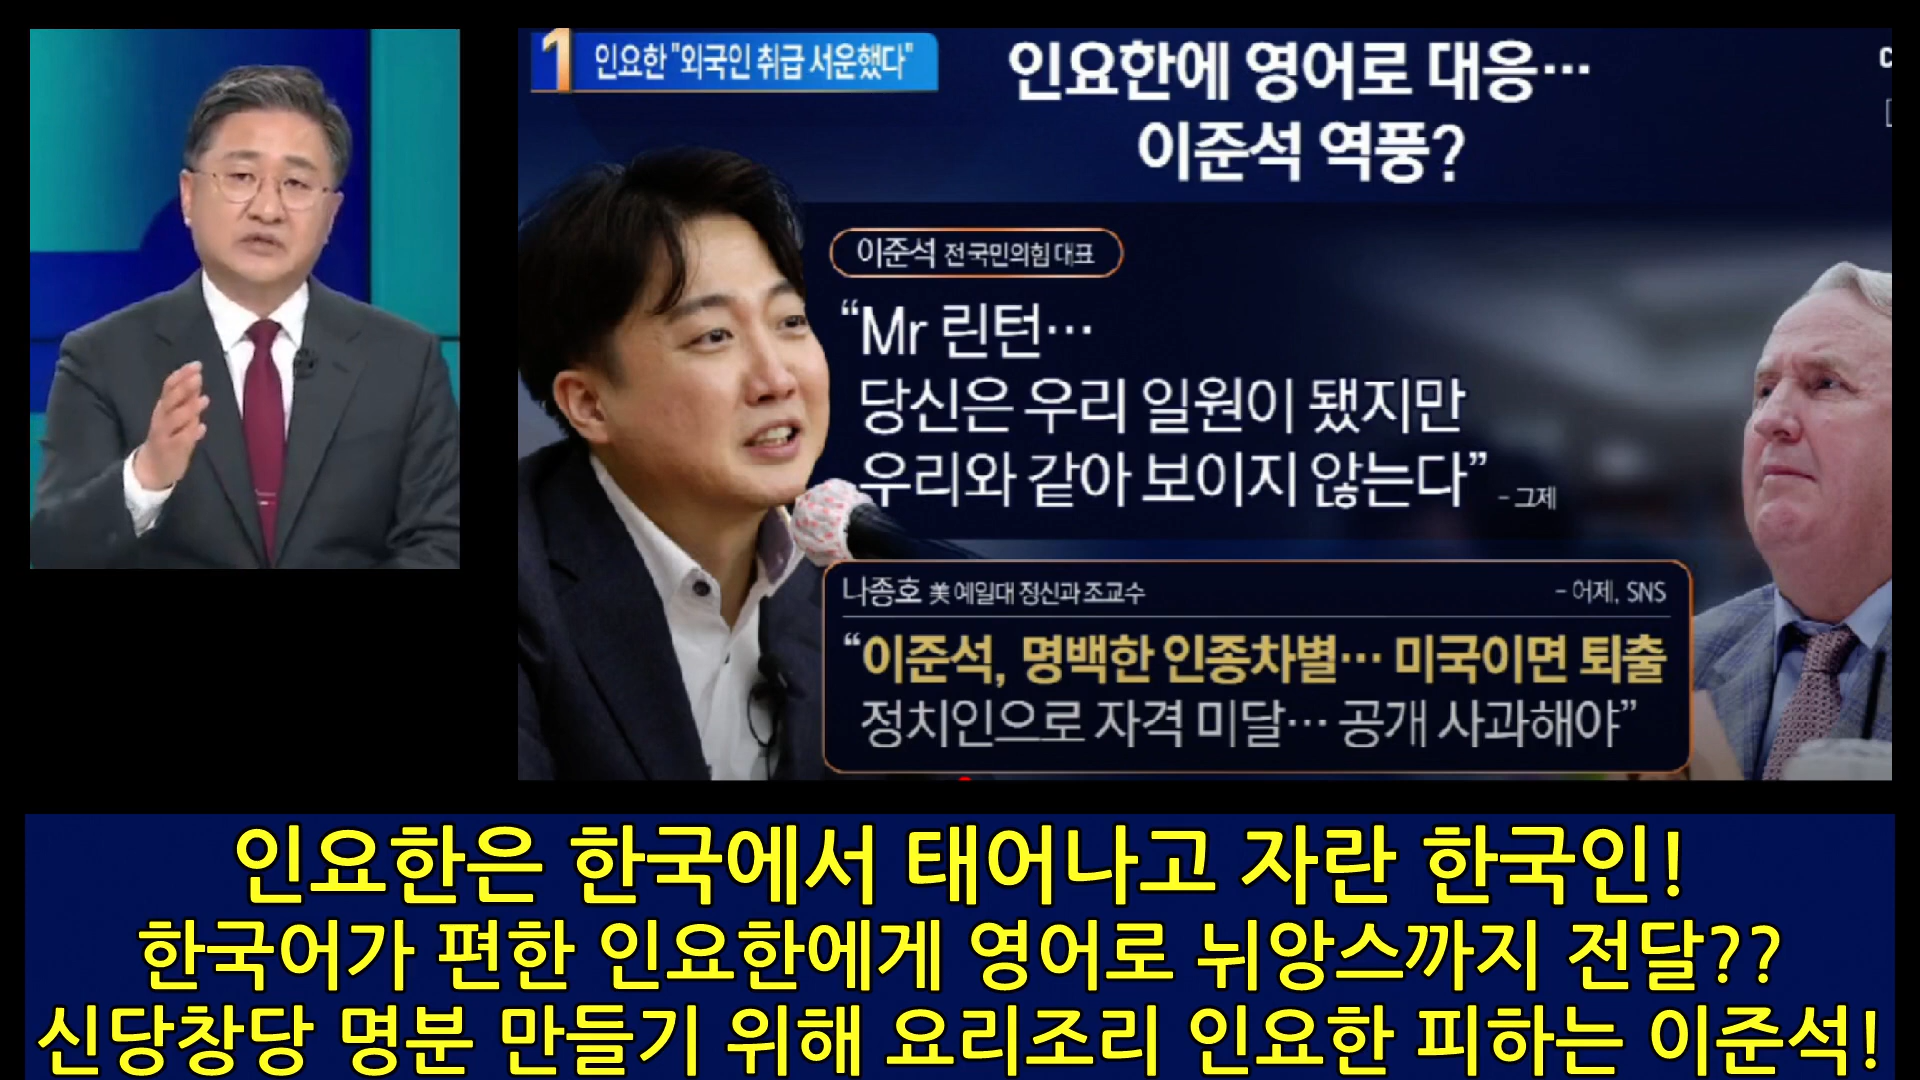 1 인요한 "외국인 취급 서운했다"
인요한에 영어로 대응…
이준석 역풍?
이준석 전 국민의힘 대표
“Mr 린턴…
당신은 우리 일원이 됐지만
우리와 같아 보이지 않는다” - 그제
나종호 美 예일대 정신과 조교수 - 어제, SNS
“이준석, 명백한 인종차별… 미국이면 퇴출
정치인으로 자격 미달… 공개 사과해야”
인요한은 한국에서 태어나고 자란 한국인!
한국어가 편한 인요한에게 영어로 뉘앙스까지 전달??
신당창당 명분 만들기 위해 요리조리 인요한 피하는 이준석!